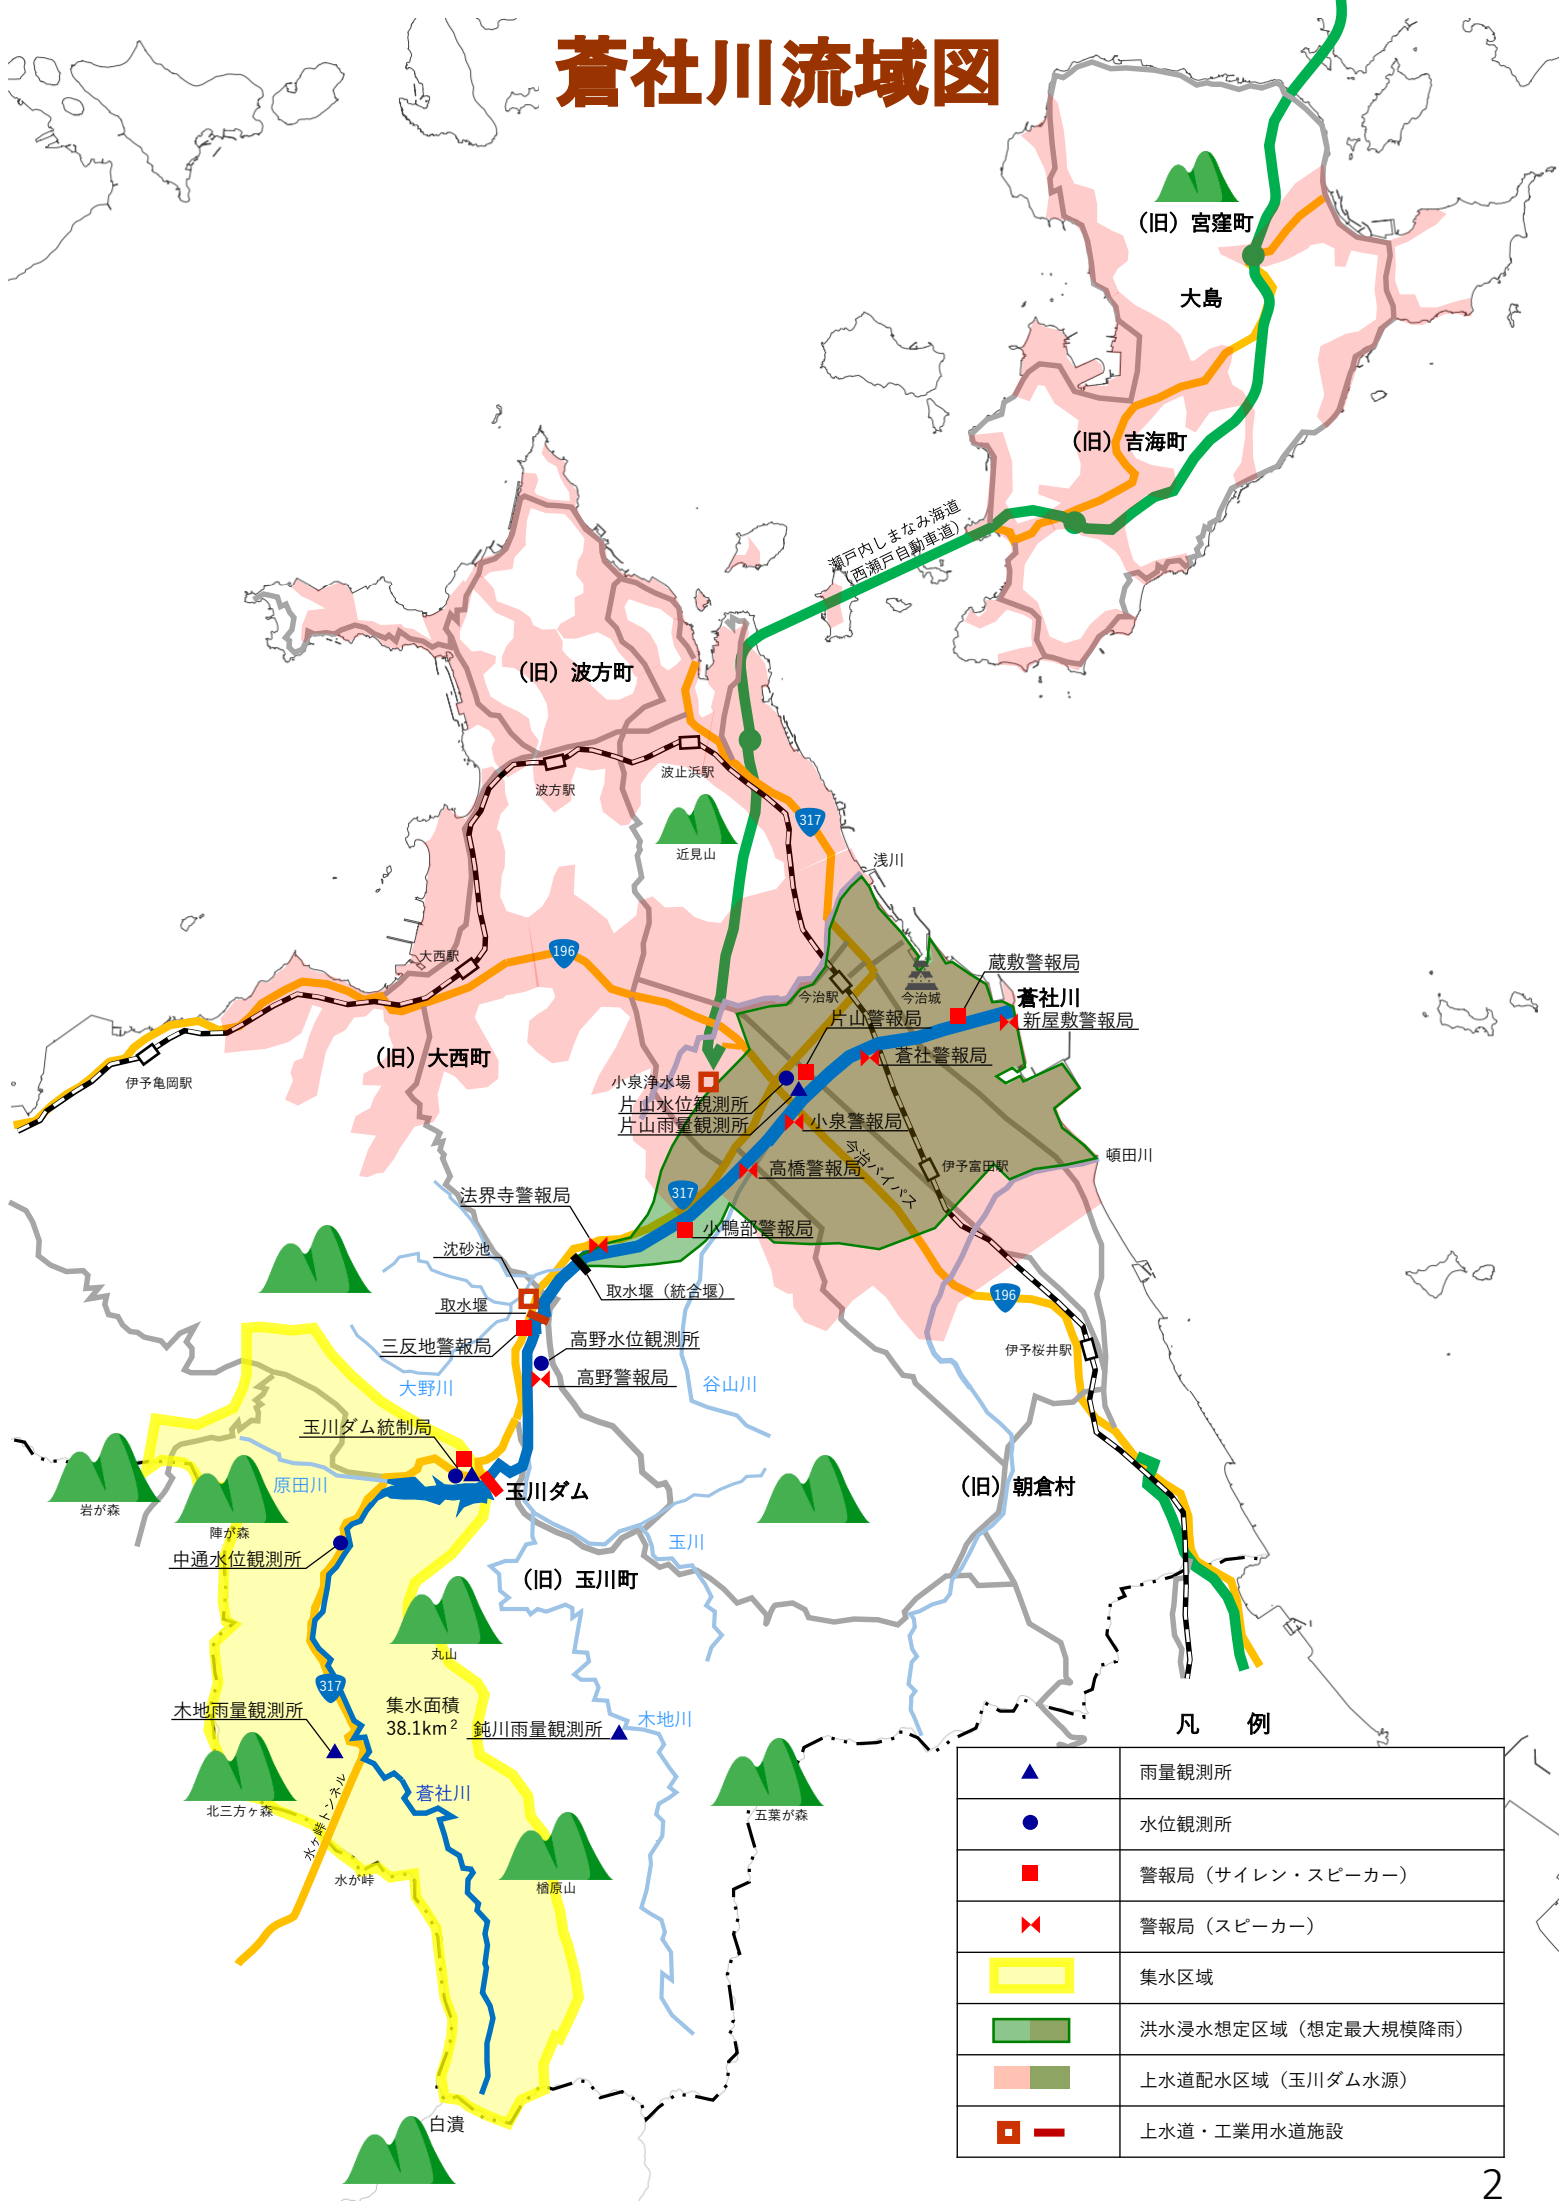 蒼社川流域図
（旧）宮窪町
大島
（旧）吉海町
瀬戸内しまなみ海道
（西瀬戸自動車道）
（旧）波方町
波方駅
波止浜駅
317
近見山
浅川
196
大西駅
蔵敷警報局
今治駅
今治城
蒼社川
片山警報局
新屋敷警報局
（旧）大西町
蒼社警報局
伊予亀岡駅
小泉浄水場
片山水位観測所
片山雨量観測所
小泉警報局
今治バイパス
高橋警報局
伊予富田駅
頓田川
317
法界寺警報局
小鴨部警報局
沈砂池
取水堰（統合堰）
取水堰
196
三反地警報局
高野水位観測所
伊予桜井駅
高野警報局
大野川
谷山川
玉川ダム統制局
原田川
玉川ダム
（旧）朝倉村
岩が森
陣が森
玉川
中通水位観測所
（旧）玉川町
丸山
317
木地雨量観測所
集水面積
38.1km²
鈍川雨量観測所
木地川
北三方ヶ森
水ヶ峠トンネル
蒼社川
五葉が森
水が峠
楢原山
白潰
凡　例
雨量観測所
水位観測所
警報局（サイレン・スピーカー）
警報局（スピーカー）
集水区域
洪水浸水想定区域（想定最大規模降雨）
上水道配水区域（玉川ダム水源）
上水道・工業用水道施設
2